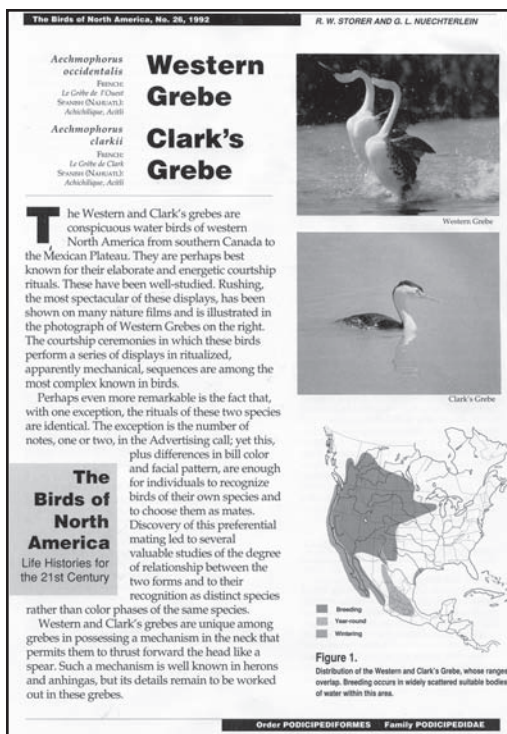 The Birds of North America, No. 26, 1992
R. W. STORER AND G. L. NUECHTERLEIN
Aechmophorus
occidentalis
FRENCH:
Le Grèbe de l'Ouest
SPANISH (NAHUATL):
Achichilique, Acitli
Western
Grebe
Aechmophorus
clarkii
FRENCH:
Le Grèbe de Clark
SPANISH (NAHUATL):
Achichilique, Acitli
Clark's
Grebe
The Western and Clark's grebes are
conspicuous water birds of western
North America from southern Canada to
the Mexican Plateau. They are perhaps best
known for their elaborate and energetic courtship
rituals. These have been well-studied. Rushing,
the most spectacular of these displays, has been
shown on many nature films and is illustrated in
the photograph of Western Grebes on the right.
The courtship ceremonies in which these birds
perform a series of displays in ritualized,
apparently mechanical, sequences are among the
most complex known in birds.
Perhaps even more remarkable is the fact that,
with one exception, the rituals of these two species
are identical. The exception is the number of
notes, one or two, in the Advertising call; yet this,
plus differences in bill color
and facial pattern, are enough
for individuals to recognize
birds of their own species and
to choose them as mates.
Discovery of this preferential
mating led to several
valuable studies of the degree
of relationship between the
two forms and to their
recognition as distinct species
rather than color phases of the same species.
Western and Clark's grebes are unique among
grebes in possessing a mechanism in the neck that
permits them to thrust forward the head like a
spear. Such a mechanism is well known in herons
and anhingas, but its details remain to be worked
out in these grebes.
The
Birds of
North
America
Life Histories for
the 21st Century
Western Grebe
Clark's Grebe
Breeding
Year-round
Wintering
Figure 1.
Distribution of the Western and Clark's Grebe, whose ranges
overlap. Breeding occurs in widely scattered suitable bodies
of water within this area.
Order PODICIPEDIFORMES Family PODICIPEDIDAE